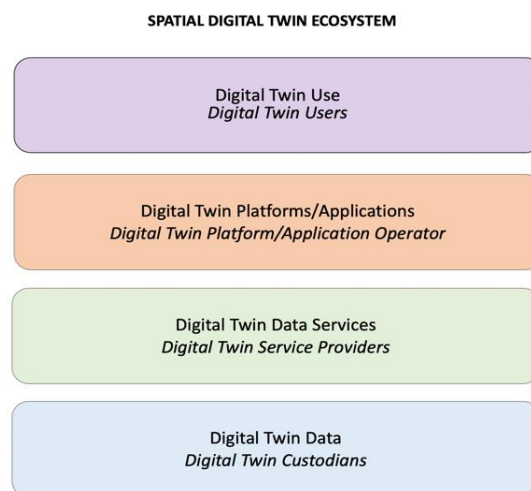 SPATIAL DIGITAL TWIN ECOSYSTEM
Digital Twin Use
Digital Twin Users
Digital Twin Platforms/Applications
Digital Twin Platform/Application Operator
Digital Twin Data Services
Digital Twin Service Providers
Digital Twin Data
Digital Twin Custodians